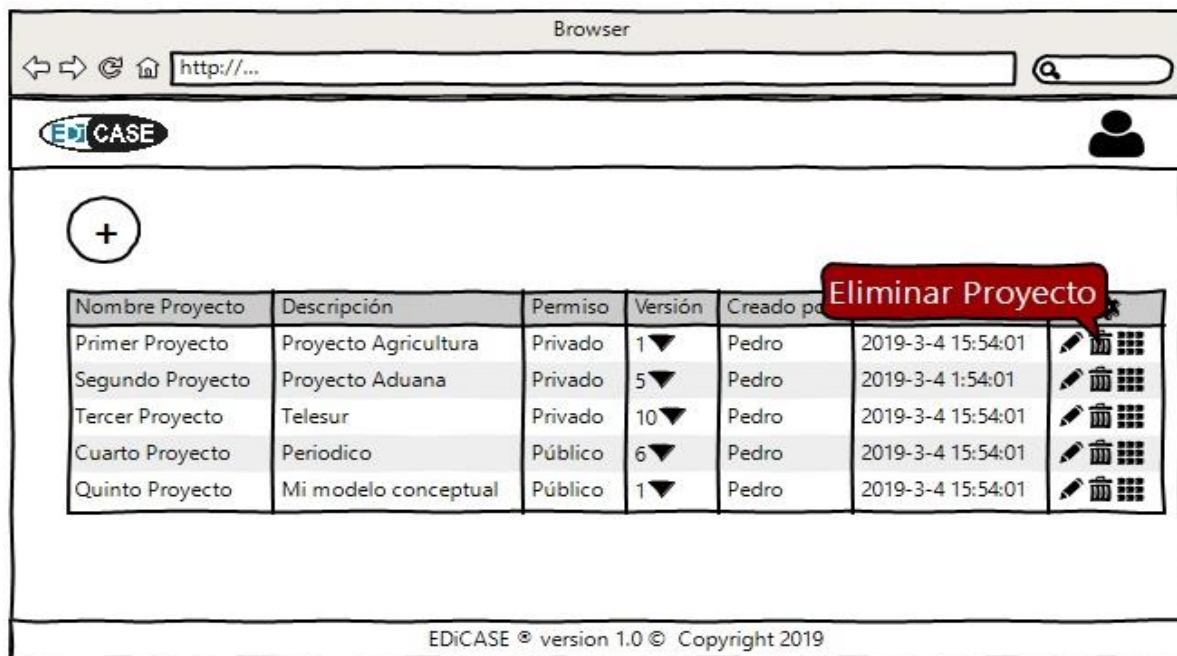 Browser
http://...
EDiCASE
+
Eliminar Proyecto
Nombre Proyecto Descripción Permiso Versión Creado
Primer Proyecto Proyecto Agricultura Privado 1 Pedro 2019-3-4 15:54:01
Segundo Proyecto Proyecto Aduana Privado 5 Pedro 2019-3-4 1:54:01
Tercer Proyecto Telesur Privado 10 Pedro 2019-3-4 15:54:01
Cuarto Proyecto Periodico Público 6 Pedro 2019-3-4 15:54:01
Quinto Proyecto Mi modelo conceptual Público 1 Pedro 2019-3-4 15:54:01
EDiCASE ® version 1.0 © Copyright 2019